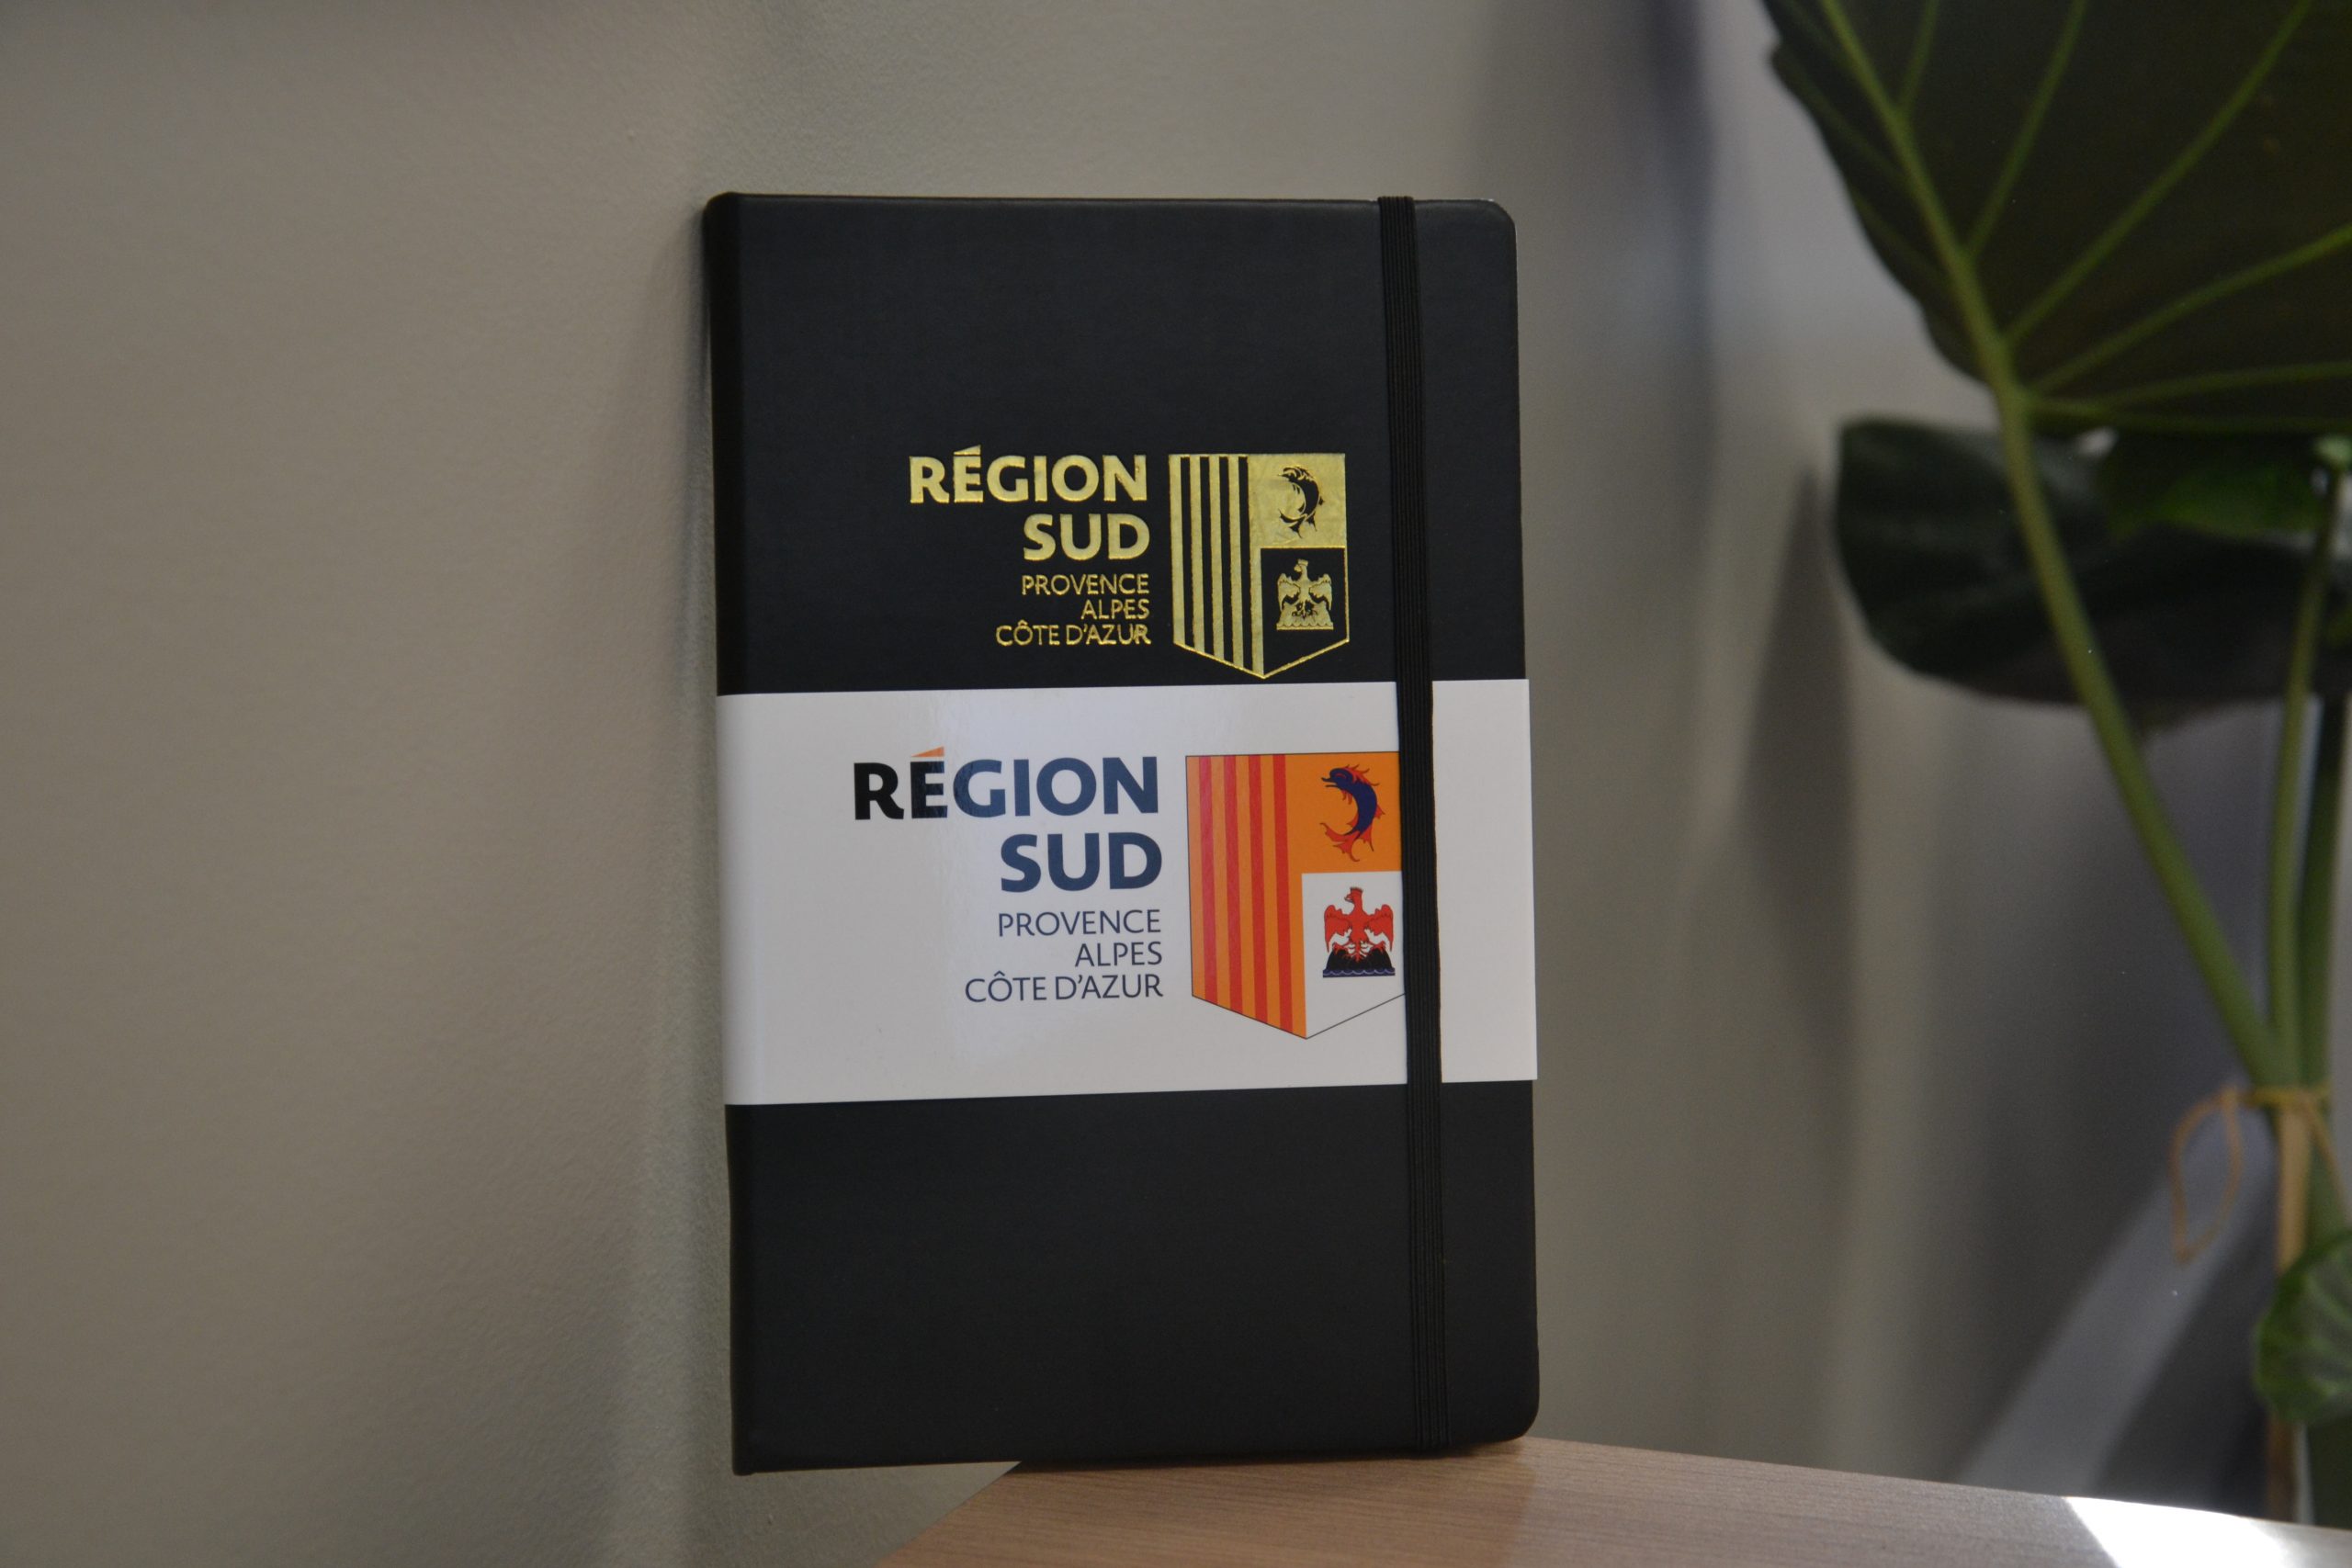 RÉGION
SUD
PROVENCE
ALPES
CÔTE D'AZUR
RÉGION
SUD
PROVENCE
ALPES
CÔTE D'AZUR